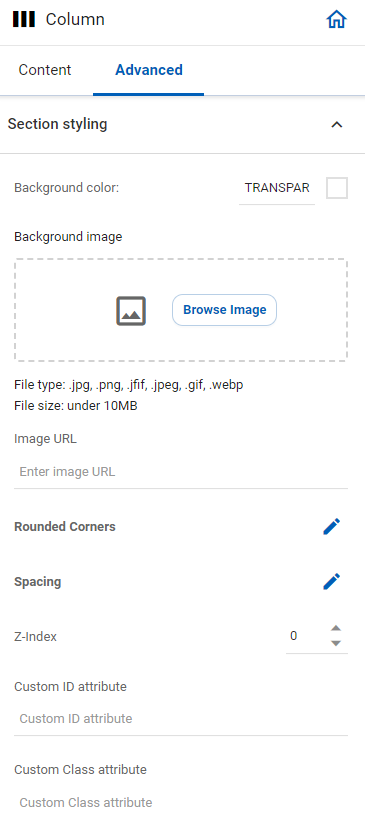 Column
Content Advanced
Section styling
Background color: TRANSPAR
Background image
Browse Image
File type: .jpg, .png, .jfif, .jpeg, .gif, .webp
File size: under 10MB
Image URL
Enter image URL
Rounded Corners
Spacing
Z-Index 0
Custom ID attribute
Custom ID attribute
Custom Class attribute
Custom Class attribute